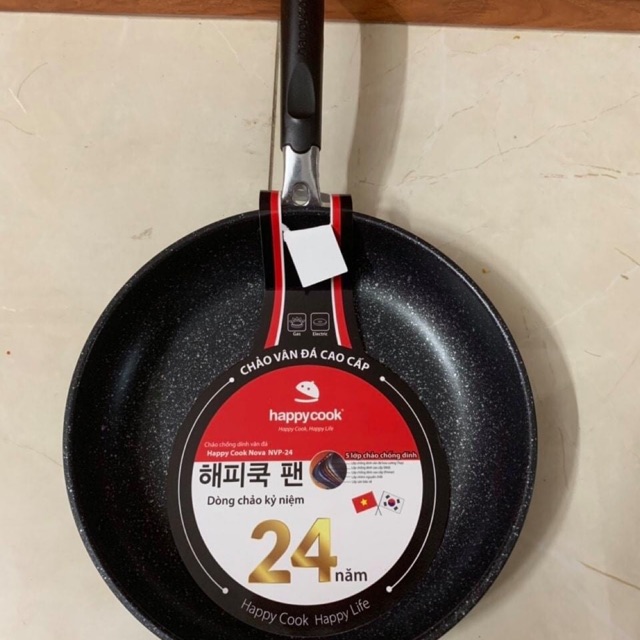 Gas Electric
CHẢO VÂN ĐÁ CAO CẤP
happycook
Happy Cook, Happy Life
Chảo chống dính vân đá
Happy Cook Nova NVP-24
5 lớp chảo chống dính
해피쿡 팬
Dòng chảo kỷ niệm
24 năm
Happy Cook Happy Life